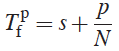 T_f^p = s + p/N